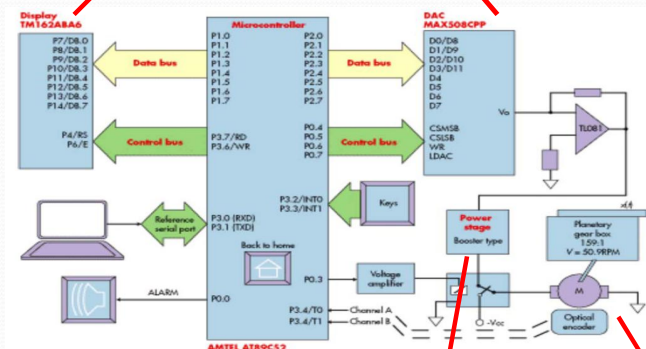 Display
TM162ABA6
P7/D8.0
P8/D8.1
P9/D8.2
P10/D8.3
P11/D8.4
P12/D8.5
P13/D8.6
P14/D8.7
P4/RS
P6/E
Data bus
Control bus
Microcontroller
P1.0
P1.1
P1.2
P1.3
P1.4
P1.5
P1.6
P1.7
P3.7/RD
P3.6/WR
P2.0
P2.1
P2.2
P2.3
P2.4
P2.5
P2.6
P2.7
P0.4
P0.5
P0.6
P0.7
Data bus
Control bus
DAC
MAX508CPP
D0/D8
D1/D9
D2/D10
D3/D11
D4
D5
D6
D7
CSMSB
CSLSB
WR
LDAC
Vo
TL081
Reference
serial port
P3.0 (RXD)
P3.1 (TXD)
P3.2/INT0
P3.3/INT1
Keys
Back to home
ALARM
P0.0
P0.3
Voltage
amplifier
P3.4/T0
P3.4/T1
Channel A
Channel B
Power
stage
Booster type
-Vcc
Planetary
gear box
159:1
V = 50.9RPM
M
Optical
encoder
AMTEL AT89C52